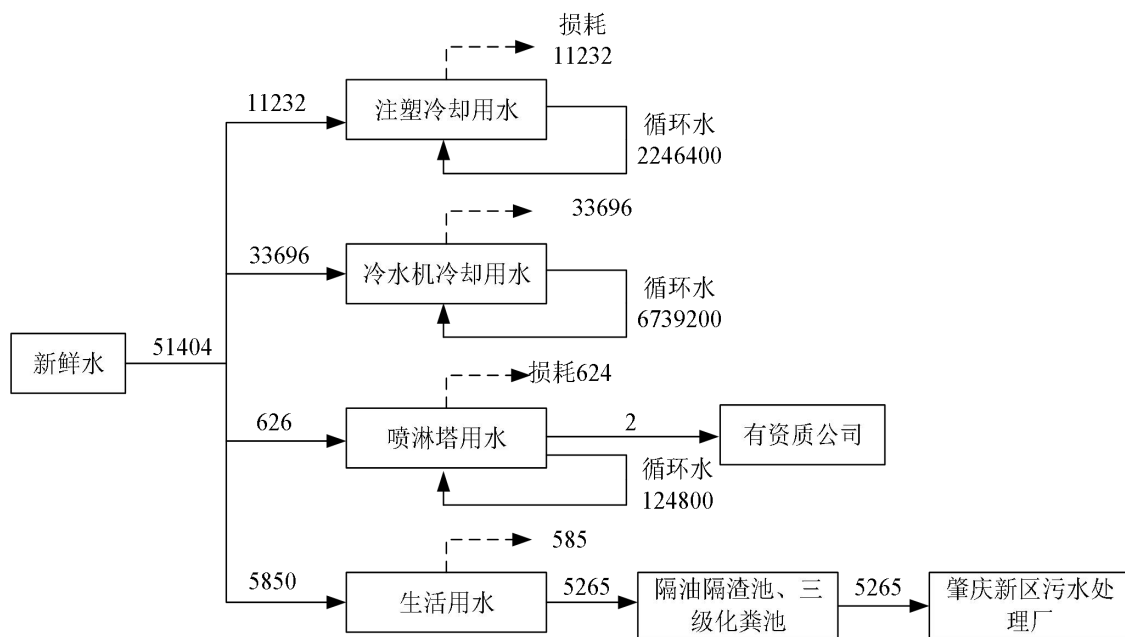 损耗
11232
11232
注塑冷却用水
循环水
2246400
33696
33696
冷水机冷却用水
循环水
6739200
新鲜水
51404
损耗624
626
喷淋塔用水
2
有资质公司
循环水
124800
585
5850
生活用水
5265
隔油隔渣池、三
级化粪池
5265
肇庆新区污水处
理厂